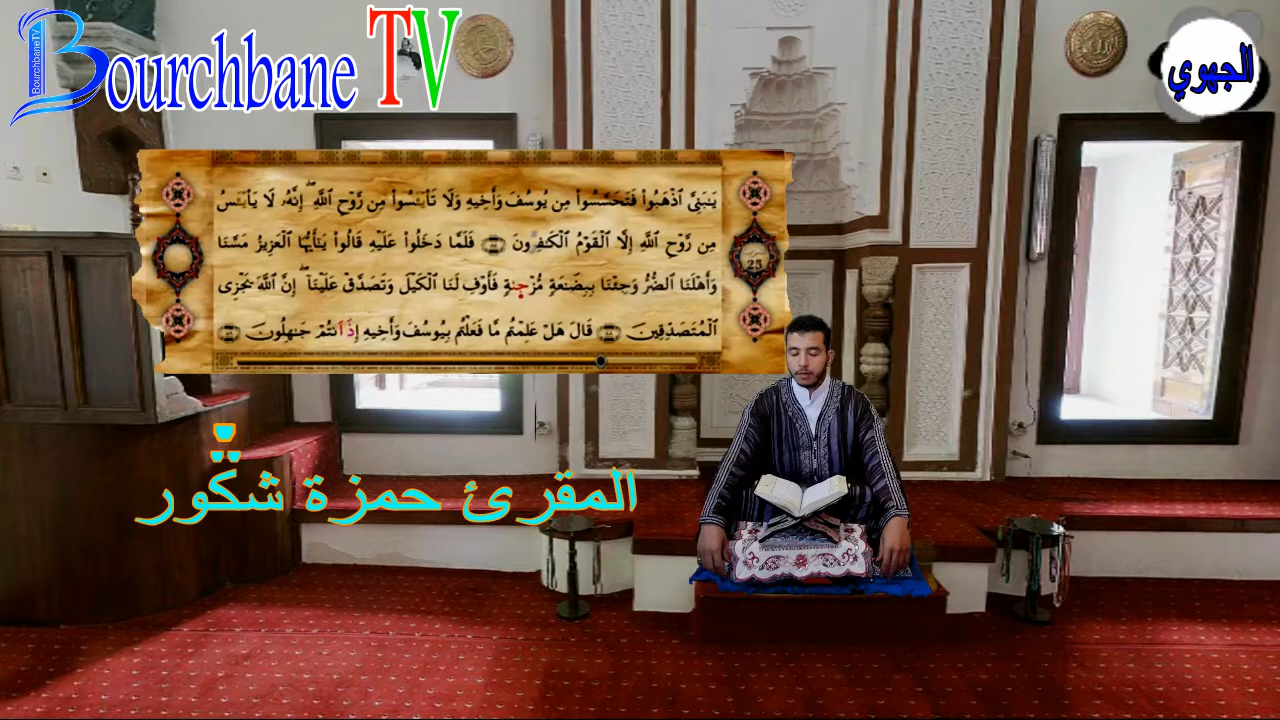 Bourchbane TV
BourchbaneTV
الجهوي
يَٰبَنِىَّ ٱذْهَبُوا۟ فَتَحَسَّسُوا۟ مِن يُوسُفَ وَأَخِيهِ وَلَا تَا۟يْـَٔسُوا۟ مِن رَّوْحِ ٱللَّهِ ۖ إِنَّهُۥ لَا يَا۟يْـَٔسُ
مِن رَّوْحِ ٱللَّهِ إِلَّا ٱلْقَوْمُ ٱلْكَٰفِرُونَ فَلَمَّا دَخَلُوا۟ عَلَيْهِ قَالُوا۟ يَٰٓأَيُّهَا ٱلْعَزِيزُ مَسَّنَا
وَأَهْلَنَا ٱلضُّرُّ وَجِئْنَا بِبِضَٰعَةٍ مُّزْجَىٰةٍ فَأَوْفِ لَنَا ٱلْكَيْلَ وَتَصَدَّقْ عَلَيْنَآ ۖ إِنَّ ٱللَّهَ يَجْزِى
ٱلْمُتَصَدِّقِينَ قَالَ هَلْ عَلِمْتُم مَّا فَعَلْتُم بِيُوسُفَ وَأَخِيهِ إِذْ أَنتُمْ جَٰهِلُونَ
25
المقرئ حمزة شكّور